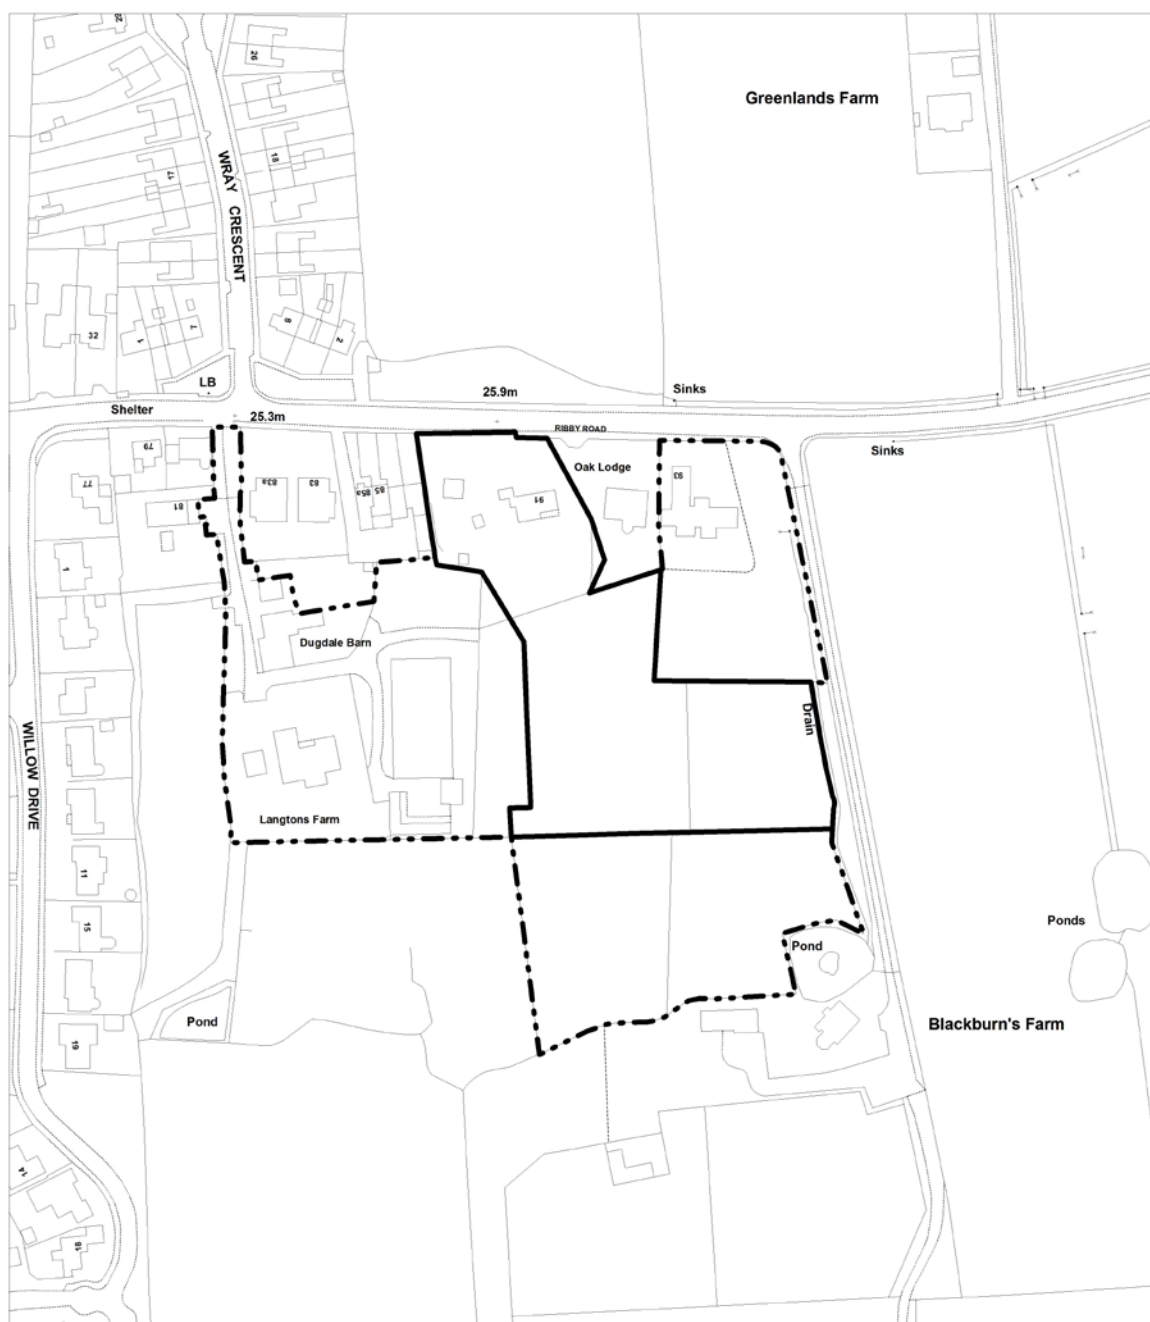 20
26
Greenlands Farm
18
17
WRAY CRESCENT
32
1
7
8
2
LB
25.9m
Sinks
Shelter
25.3m
RIBBY ROAD
79
Oak Lodge
Sinks
77
83a
83
85a
85
91
93
81
1
Dugdale Barn
Drain
WILLOW DRIVE
Langtons Farm
11
15
Ponds
Pond
Pond
Blackburn's Farm
19
14
18